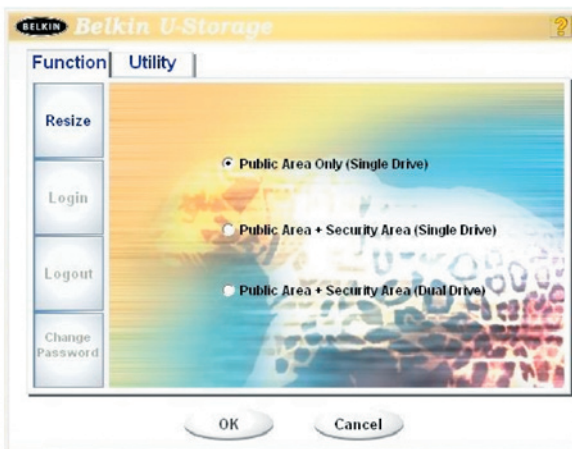 BELKIN Belkin U-Storage ?
Function Utility
Resize
Login
Logout
Change
Password
Public Area Only (Single Drive)
Public Area + Security Area (Single Drive)
Public Area + Security Area (Dual Drive)
OK Cancel